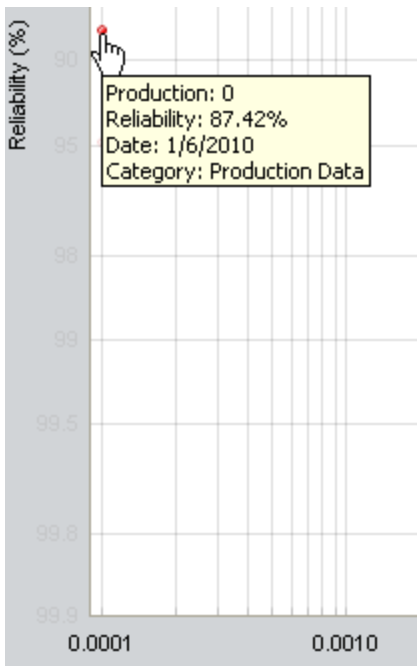 Reliability (%)
90
Production: 0
Reliability: 87.42%
Date: 1/6/2010
Category: Production Data
95
98
99
99.5
99.8
99.9
0.0001
0.0010